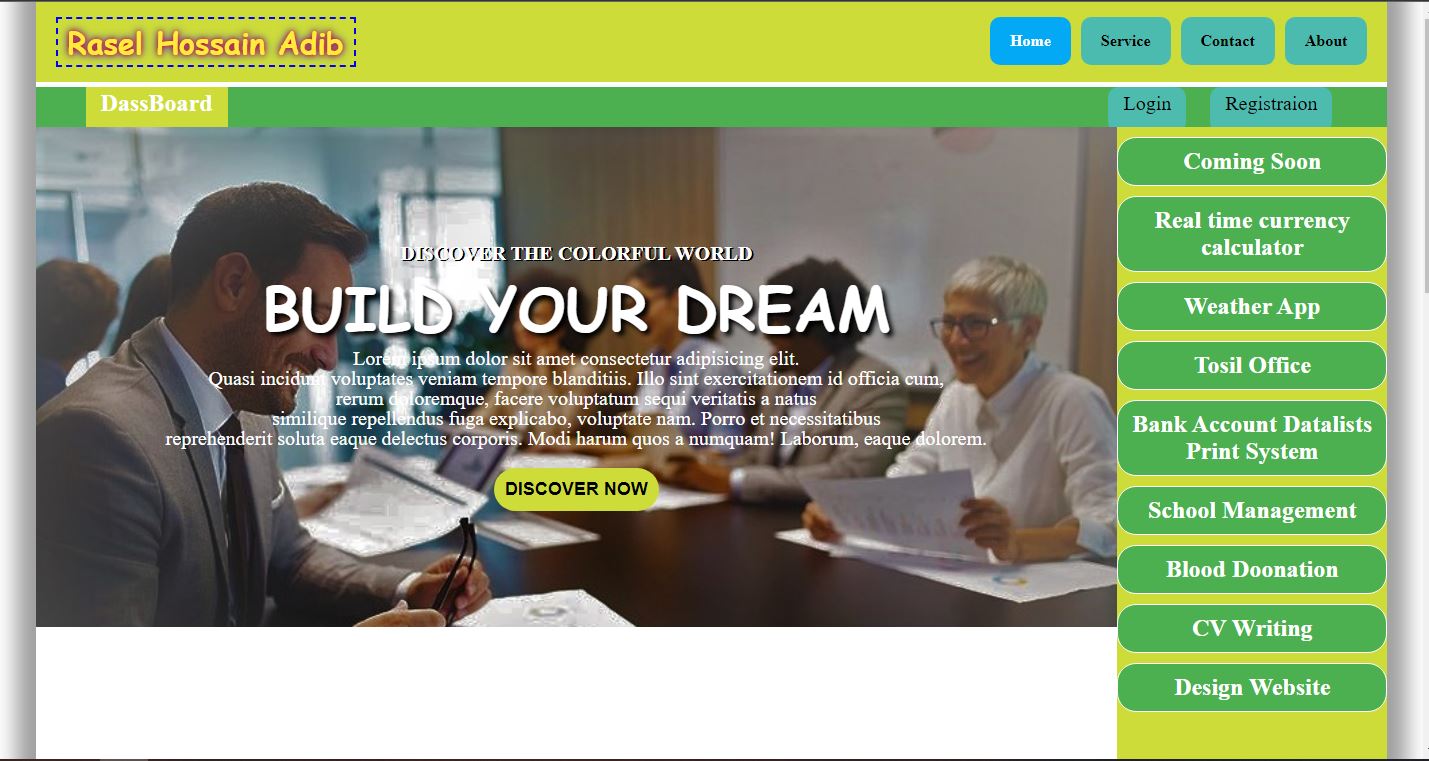 Rasel Hossain Adib
Home
Service
Contact
About
DassBoard
Login
Registraion
DISCOVER THE COLORFUL WORLD
BUILD YOUR DREAM
Lorem ipsum dolor sit amet consectetur adipisicing elit.
Quasi incidunt voluptates veniam tempore blanditiis. Illo sint exercitationem id officia cum,
rerum doloremque, facere voluptatum sequi veritatis a natus
similique repellendus fuga explicabo, voluptate nam. Porro et necessitatibus
reprehenderit soluta eaque delectus corporis. Modi harum quos a numquam! Laborum, eaque dolorem.
DISCOVER NOW
Coming Soon
Real time currency
calculator
Weather App
Tosil Office
Bank Account Datalists
Print System
School Management
Blood Doonation
CV Writing
Design Website